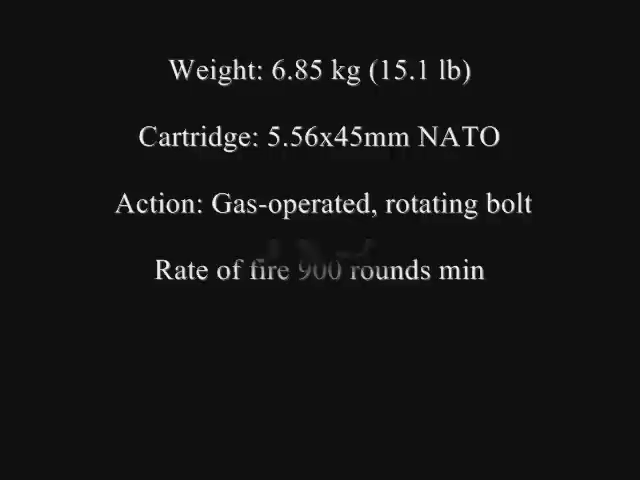 Weight: 6.85 kg (15.1 lb)
Cartridge: 5.56x45mm NATO
Action: Gas-operated, rotating bolt
Rate of fire 900 rounds min